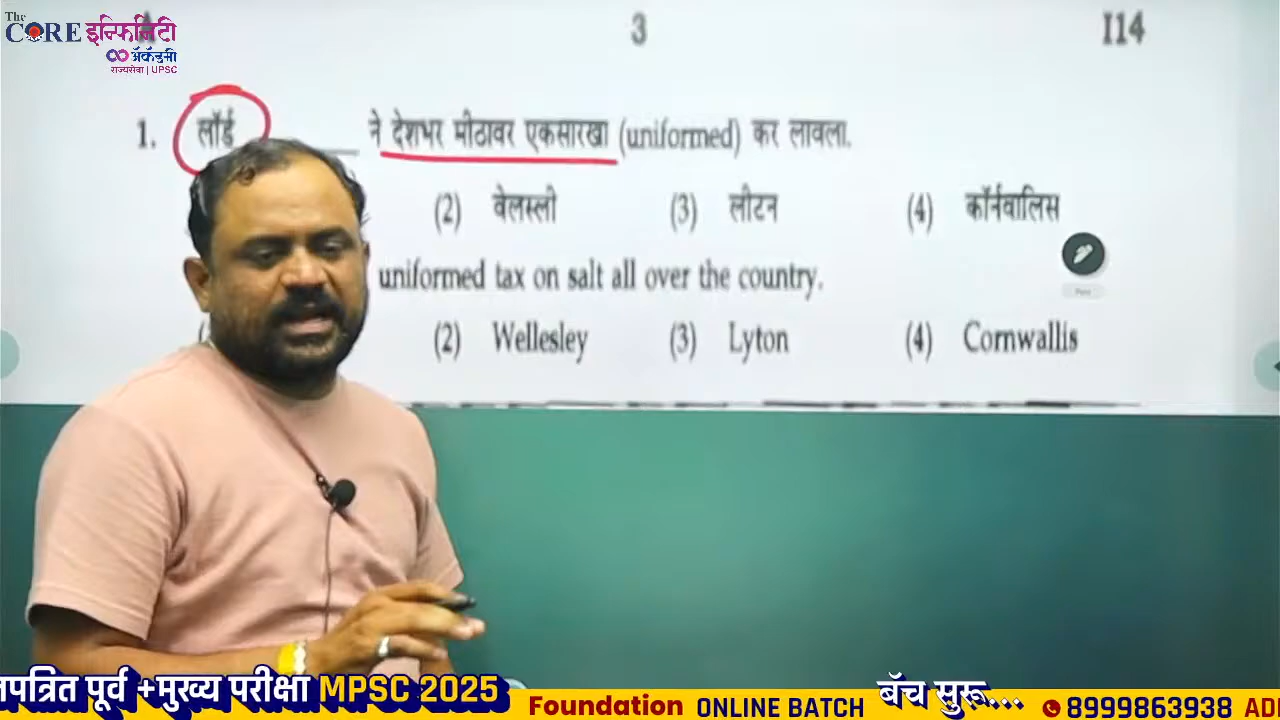 The
CORE इन्फिनिटी
अ‍ॅकॅडमी
राज्यसेवा | UPSC
3 I14
1. लॉर्ड ने देशभर मीठावर एकसारखा (uniformed) कर लावला.
(2) वेलस्ली (3) लीटन (4) कॉर्नवालिस
uniformed tax on salt all over the country.
(2) Wellesley (3) Lyton (4) Cornwallis
पूर्व +मुख्य परीक्षा MPSC 2025
Foundation ONLINE BATCH बॅच सुरू... 8999863938